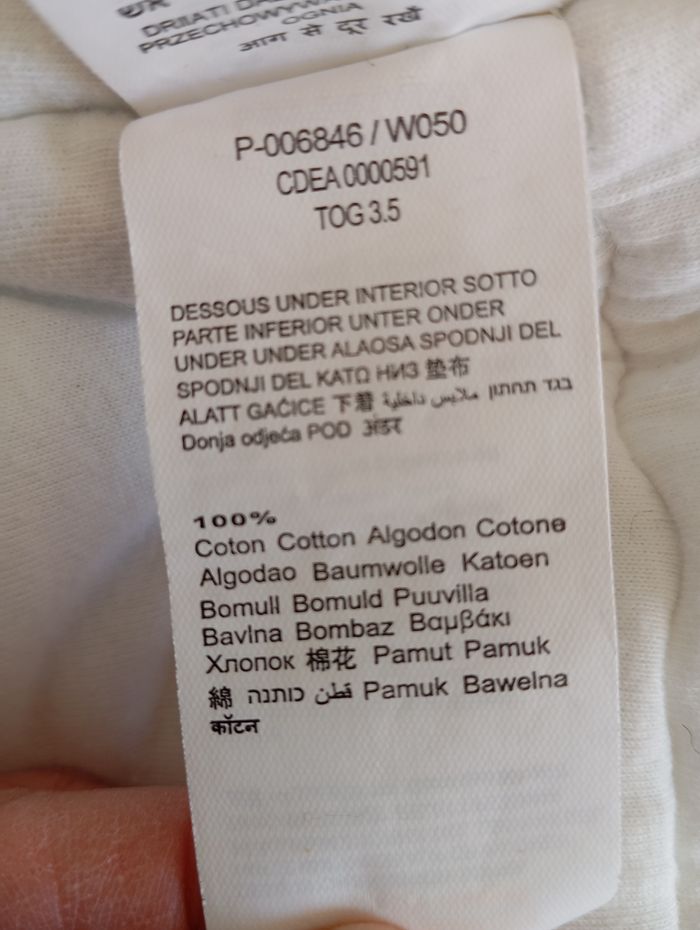 DRILATI DA
PRZECHOWYW
OGNIA
आग से दूर रखें
P-006846 / W050
CDEA 0000591
TOG 3.5
DESSOUS UNDER INTERIOR SOTTO
PARTE INFERIOR UNTER ONDER
UNDER UNDER ALAOSA SPODNJI DEL
SPODNJI DEL ΚΑΤΩ НИЗ 垫布
ALATT GAĆICE 下着 ملابس داخلية בגד תחתון
Donja odjeća POD अंडर
100%
Coton Cotton Algodon Cotone
Algodao Baumwolle Katoen
Bomull Bomuld Puuvilla
Bavlna Bombaz Βαμβάκι
Хлопок 棉花 Pamut Pamuk
綿 כותנה قطن Pamuk Bawelna
कॉटन